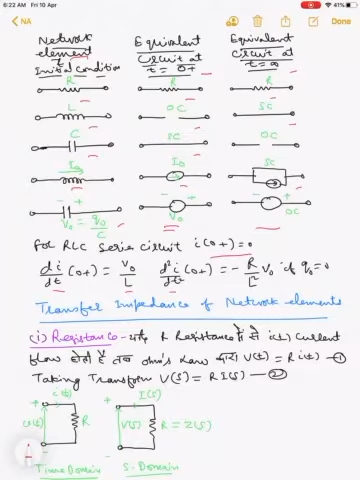 8:22 AM Fri 10 Apr
41%
NA
Done
Network element & Initial Condition
Equivalent Circuit at t = 0+
Equivalent Circuit at t = ∞
R R R
L OC SC
C SC OC
I₀ I₀ SC
- + - + - +
V₀ = q₀/C V₀ OC
For RLC Serie circuit i(0+) = 0
di/dt (0+) = V₀/L d²i/dt² (0+) = -R/L² V₀ if q₀ = 0
Transfer Impedance of Network elements
(i) Resistance - यदि R Resistance में से i(t) Current
flow होती है तब ohm's Law द्वारा V(t) = R i(t) - ①
Taking Transform V(s) = R I(s) - ②
+ i(t) + I(s)
V(t) R V(s) R = Z(s)
- -
Time Domain S-Domain